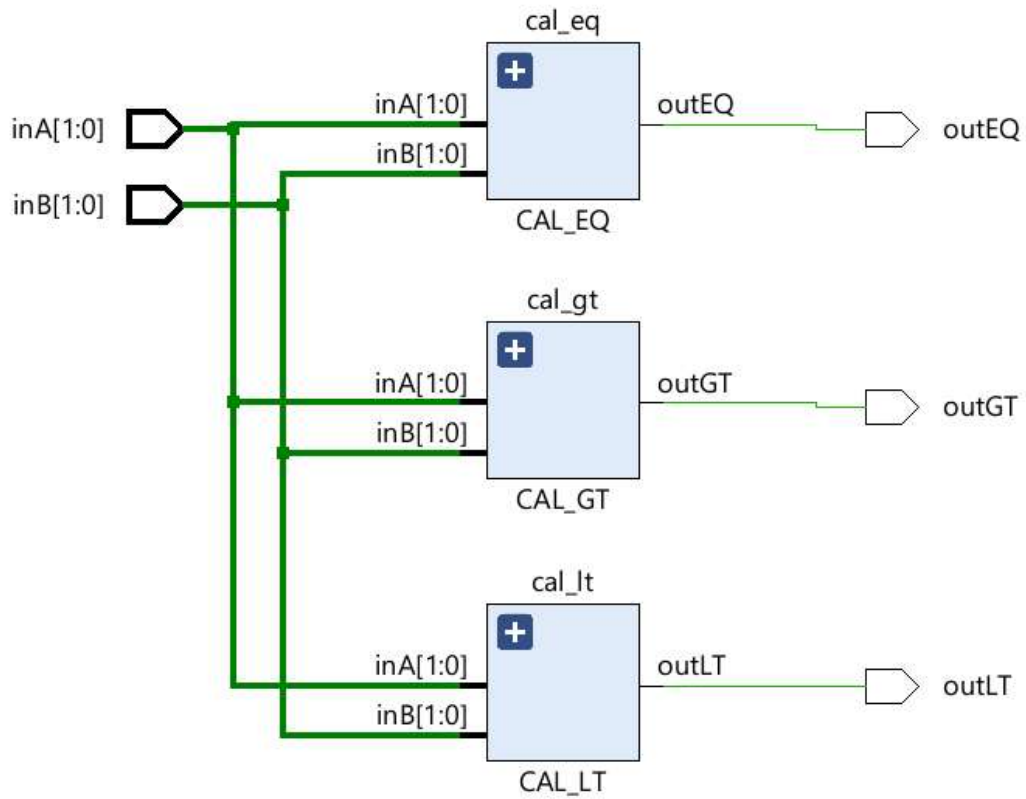 cal_eq
inA[1:0]
outEQ
inA[1:0]
outEQ
inB[1:0]
inB[1:0]
CAL_EQ
cal_gt
inA[1:0]
outGT
outGT
inB[1:0]
CAL_GT
cal_lt
inA[1:0]
outLT
outLT
inB[1:0]
CAL_LT